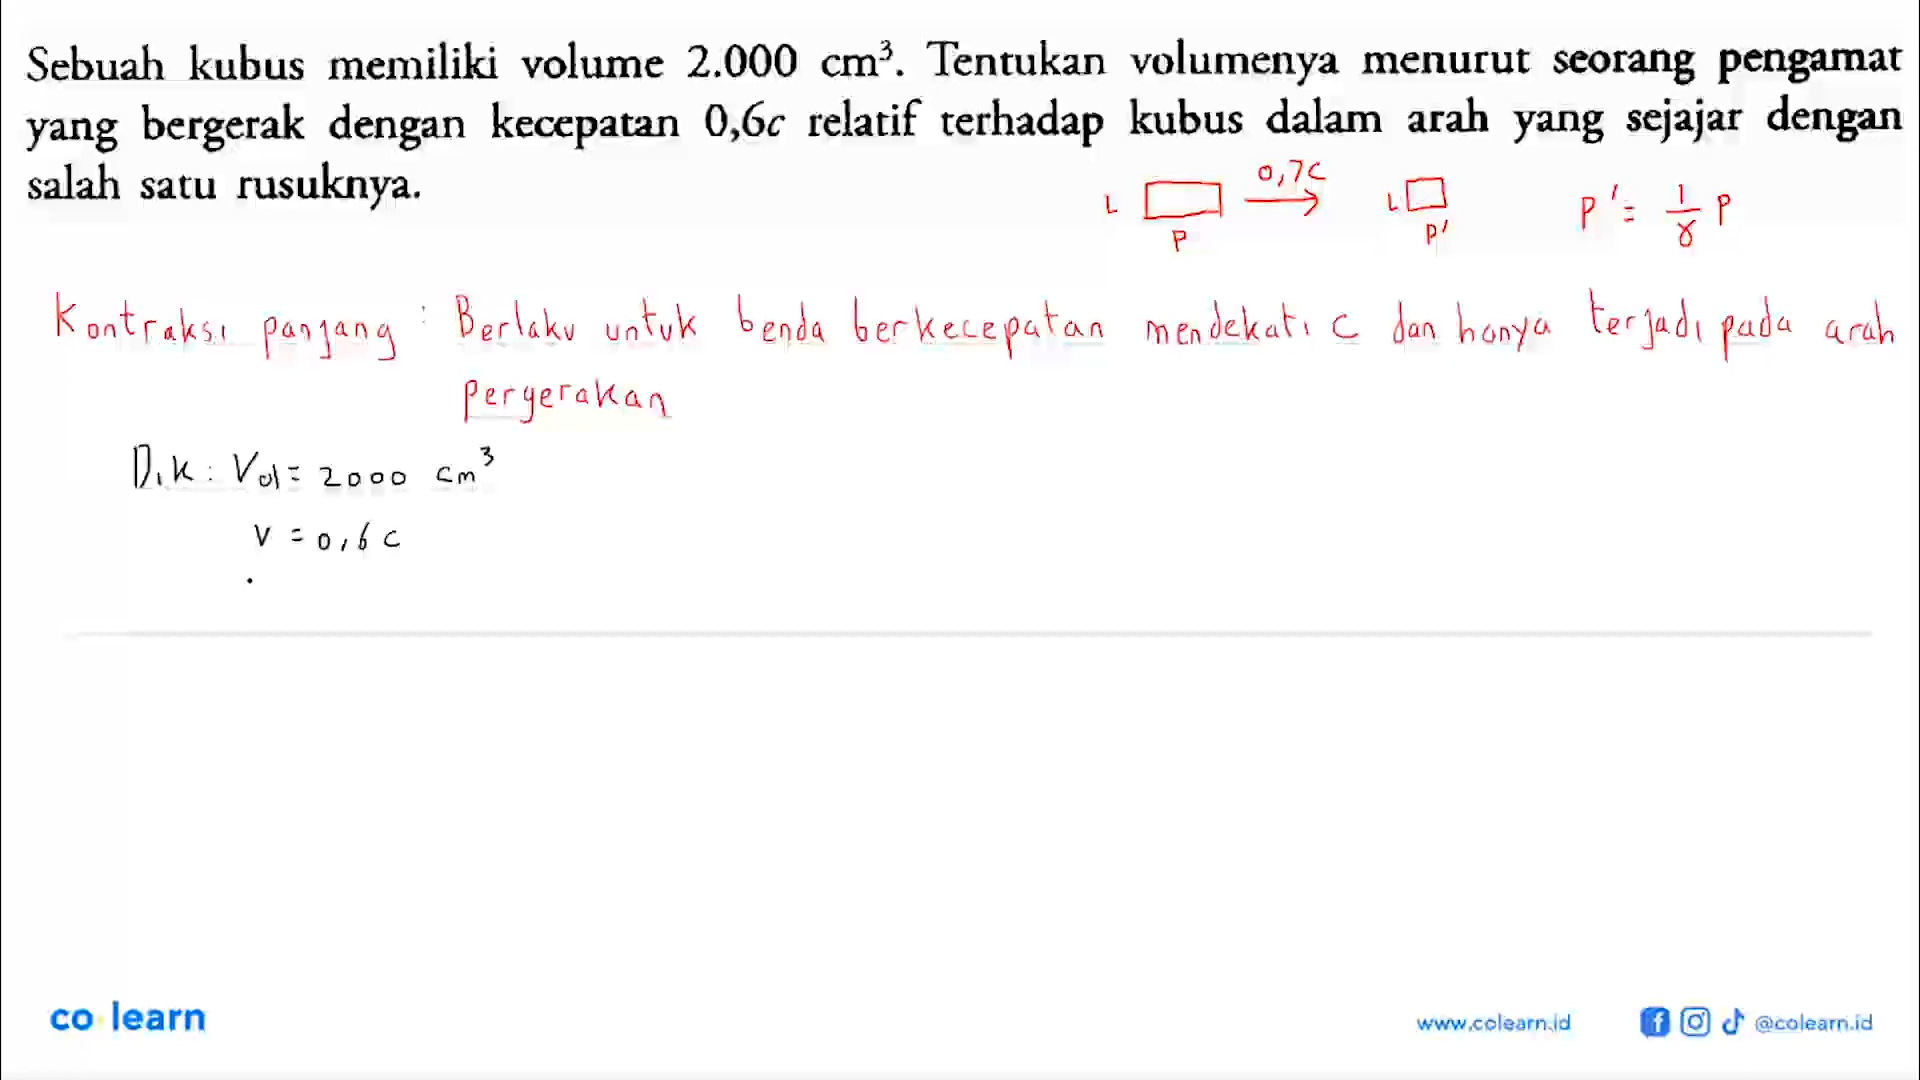 Sebuah kubus memiliki volume 2.000 cm³. Tentukan volumenya menurut seorang pengamat
yang bergerak dengan kecepatan 0,6c relatif terhadap kubus dalam arah yang sejajar dengan
salah satu rusuknya.
0,7c
L L P' = 1/γ P
P P'
Kontraksi panjang : Berlaku untuk benda berkecepatan mendekati c dan hanya terjadi pada arah
pergerakan
Dik : Vol = 2000 cm³
v = 0,6 c
co learn
www.colearn.id @colearn.id